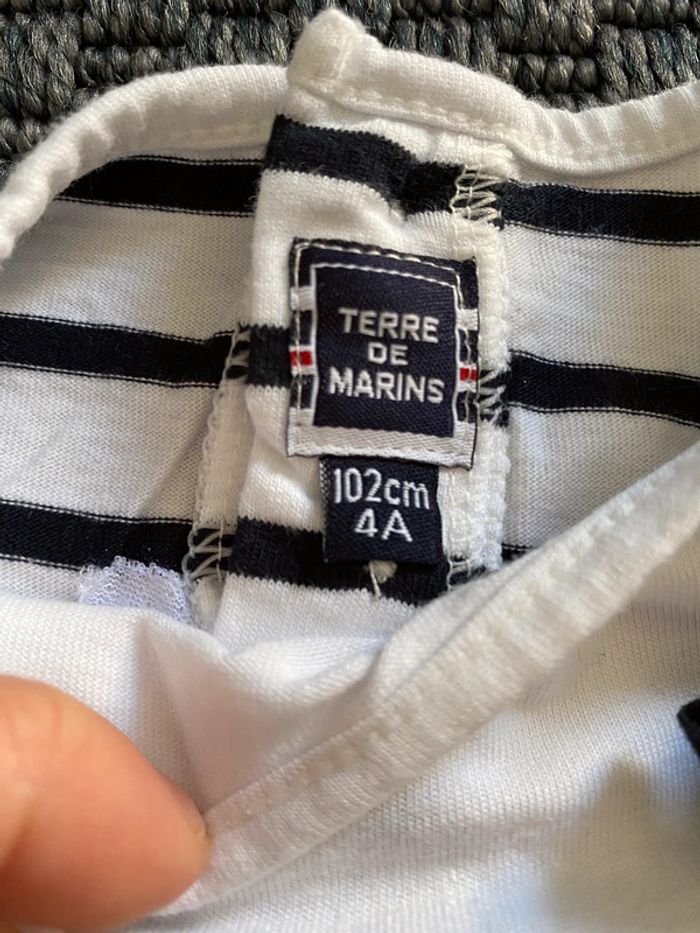 TERRE
DE
MARINS
102cm
4A